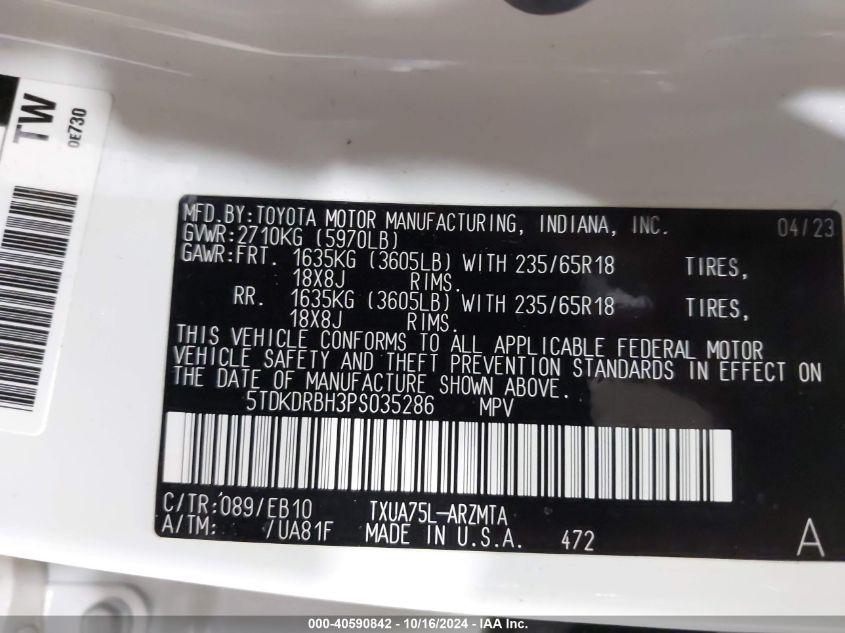 TW
0E730
MFD.BY:TOYOTA MOTOR MANUFACTURING, INDIANA, INC. 04/23
GVWR:2710KG (5970LB)
GAWR:FRT. 1635KG (3605LB) WITH 235/65R18 TIRES,
18X8J RIMS.
RR. 1635KG (3605LB) WITH 235/65R18 TIRES,
18X8J RIMS.
THIS VEHICLE CONFORMS TO ALL APPLICABLE FEDERAL MOTOR
VEHICLE SAFETY AND THEFT PREVENTION STANDARDS IN EFFECT ON
THE DATE OF MANUFACTURE SHOWN ABOVE.
5TDKDRBH3PS035286 MPV
C/TR:089/EB10 TXUA75L-ARZMTA
A/TM: /UA81F MADE IN U.S.A. 472 A
000-40590842 - 10/16/2024 - IAA Inc.